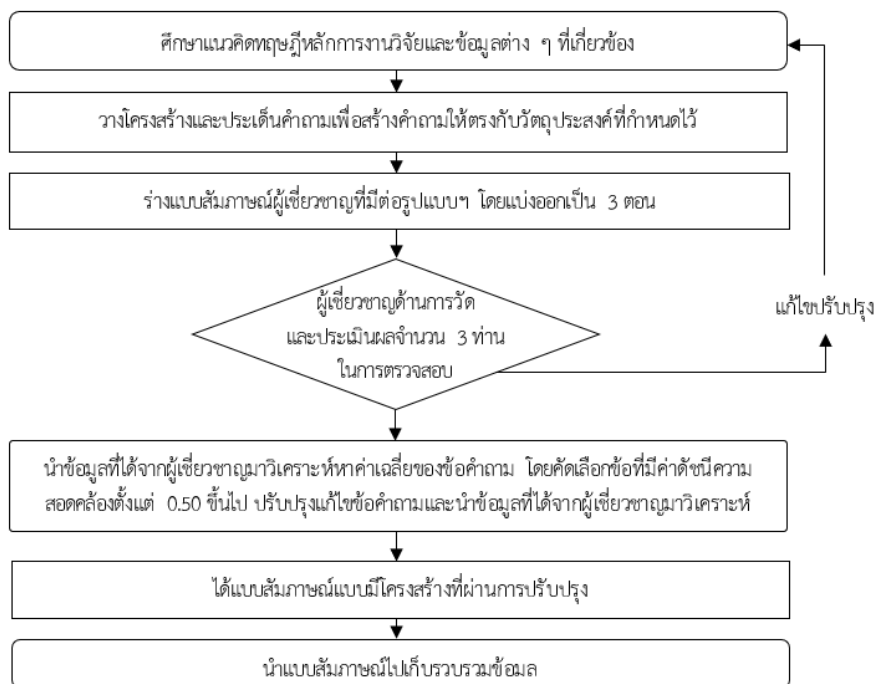 ศึกษาแนวคิดทฤษฎีหลักการงานวิจัยและข้อมูลต่าง ๆ ที่เกี่ยวข้อง
วางโครงสร้างและประเด็นคำถามเพื่อสร้างคำถามให้ตรงกับวัตถุประสงค์ที่กำหนดไว้
ร่างแบบสัมภาษณ์ผู้เชี่ยวชาญที่มีต่อรูปแบบฯ โดยแบ่งออกเป็น 3 ตอน
ผู้เชี่ยวชาญด้านการวัด
และประเมินผลจำนวน 3 ท่าน
ในการตรวจสอบ
แก้ไขปรับปรุง
นำข้อมูลที่ได้จากผู้เชี่ยวชาญมาวิเคราะห์หาค่าเฉลี่ยของข้อคำถาม โดยคัดเลือกข้อที่มีค่าดัชนีความ
สอดคล้องตั้งแต่ 0.50 ขึ้นไป ปรับปรุงแก้ไขข้อคำถามและนำข้อมูลที่ได้จากผู้เชี่ยวชาญมาวิเคราะห์
ได้แบบสัมภาษณ์แบบมีโครงสร้างที่ผ่านการปรับปรุง
นำแบบสัมภาษณ์ไปเก็บรวบรวมข้อมูล